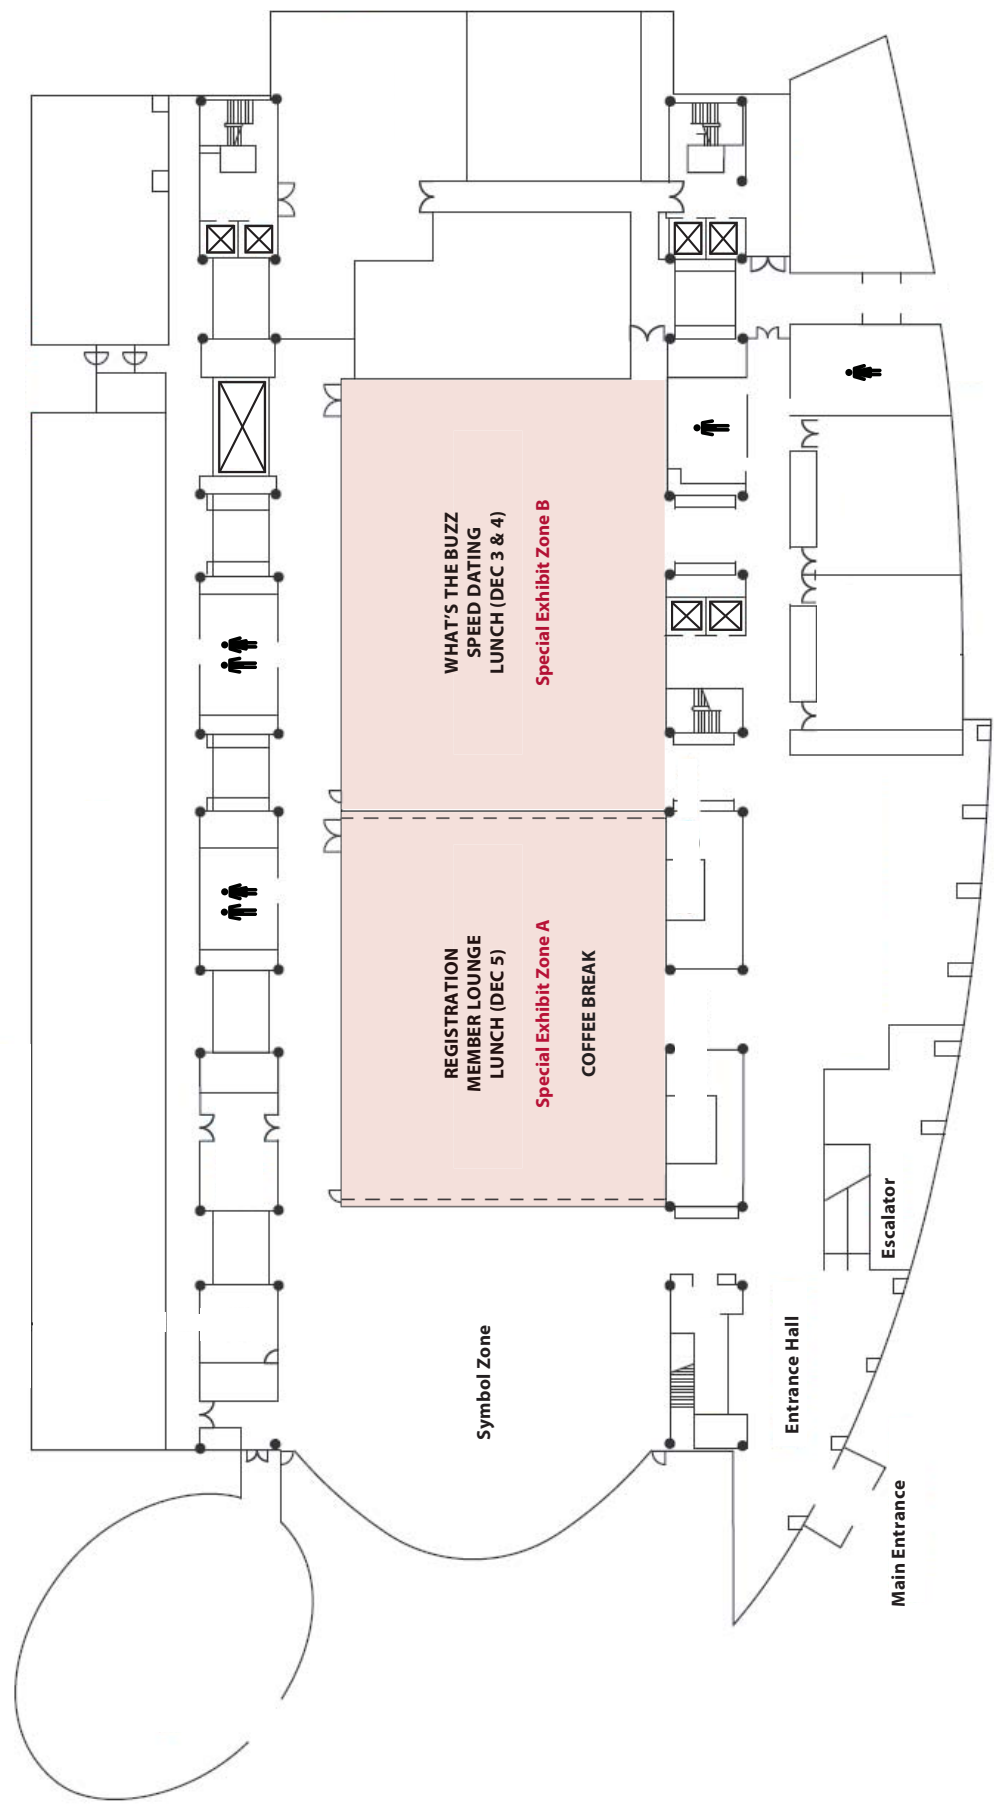 WHAT'S THE BUZZ
SPEED DATING
LUNCH (DEC 3 & 4)
Special Exhibit Zone B
REGISTRATION
MEMBER LOUNGE
LUNCH (DEC 5)
Special Exhibit Zone A
COFFEE BREAK
Symbol Zone
Escalator
Entrance Hall
Main Entrance